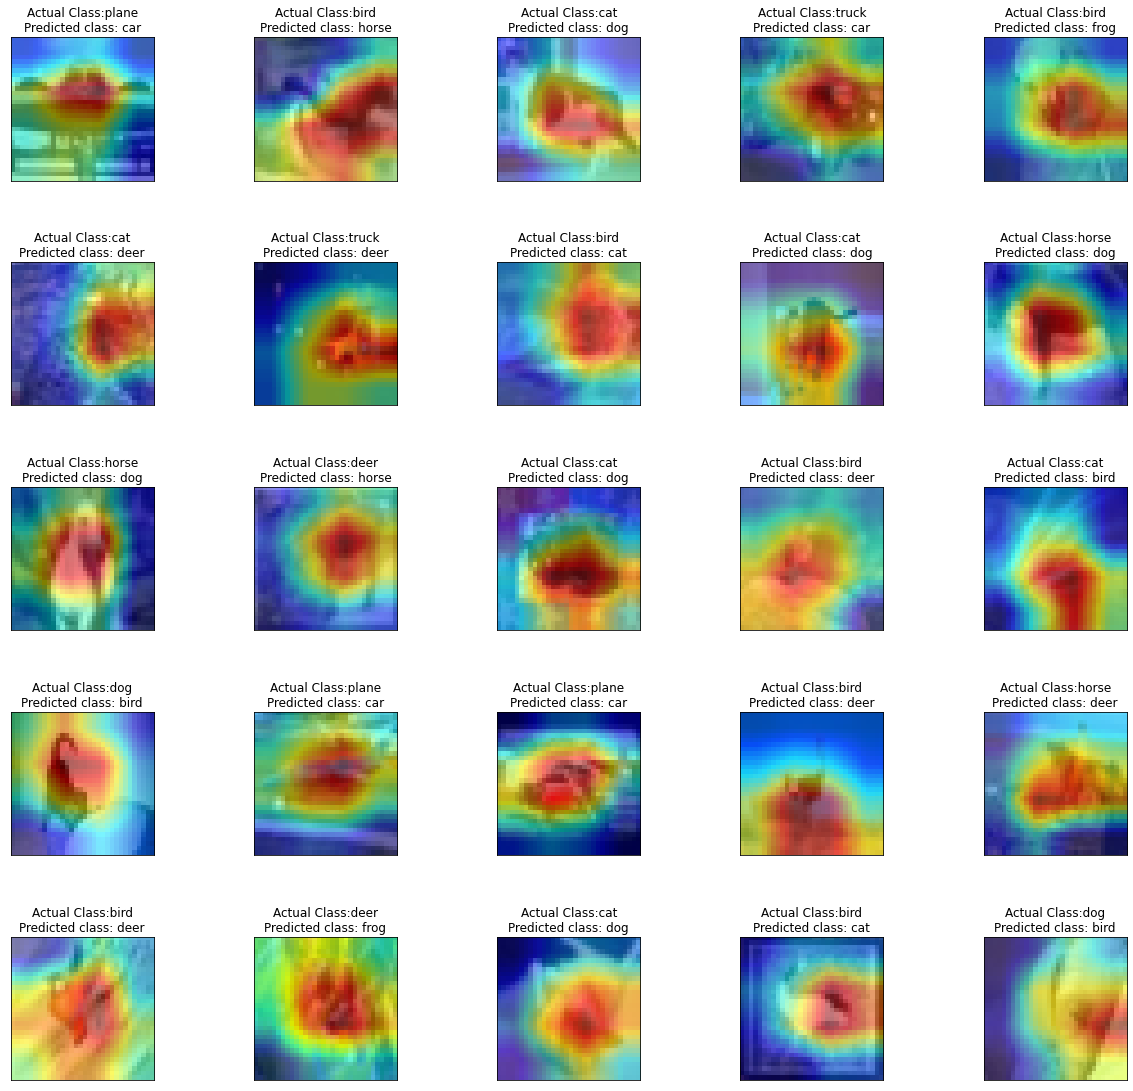 Actual Class:plane
Predicted class: car
Actual Class:bird
Predicted class: horse
Actual Class:cat
Predicted class: dog
Actual Class:truck
Predicted class: car
Actual Class:bird
Predicted class: frog
Actual Class:cat
Predicted class: deer
Actual Class:truck
Predicted class: deer
Actual Class:bird
Predicted class: cat
Actual Class:cat
Predicted class: dog
Actual Class:horse
Predicted class: dog
Actual Class:horse
Predicted class: dog
Actual Class:deer
Predicted class: horse
Actual Class:cat
Predicted class: dog
Actual Class:bird
Predicted class: deer
Actual Class:cat
Predicted class: bird
Actual Class:dog
Predicted class: bird
Actual Class:plane
Predicted class: car
Actual Class:plane
Predicted class: car
Actual Class:bird
Predicted class: deer
Actual Class:horse
Predicted class: deer
Actual Class:bird
Predicted class: deer
Actual Class:deer
Predicted class: frog
Actual Class:cat
Predicted class: dog
Actual Class:bird
Predicted class: cat
Actual Class:dog
Predicted class: bird